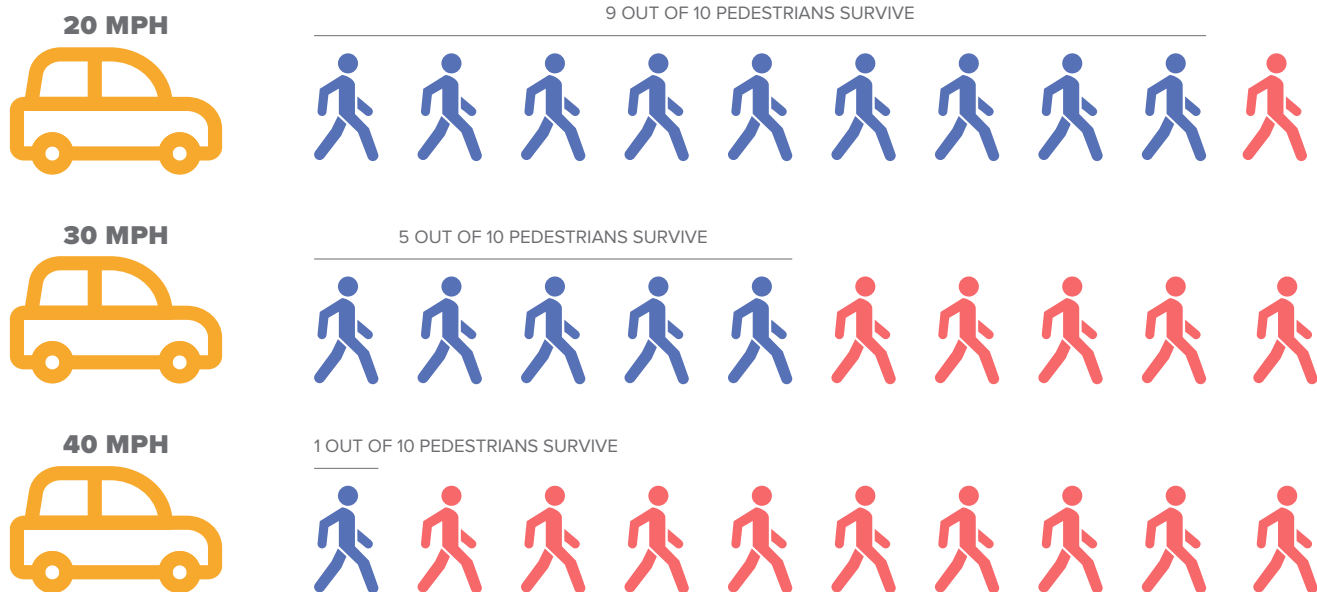 20 MPH
9 OUT OF 10 PEDESTRIANS SURVIVE
30 MPH
5 OUT OF 10 PEDESTRIANS SURVIVE
40 MPH
1 OUT OF 10 PEDESTRIANS SURVIVE